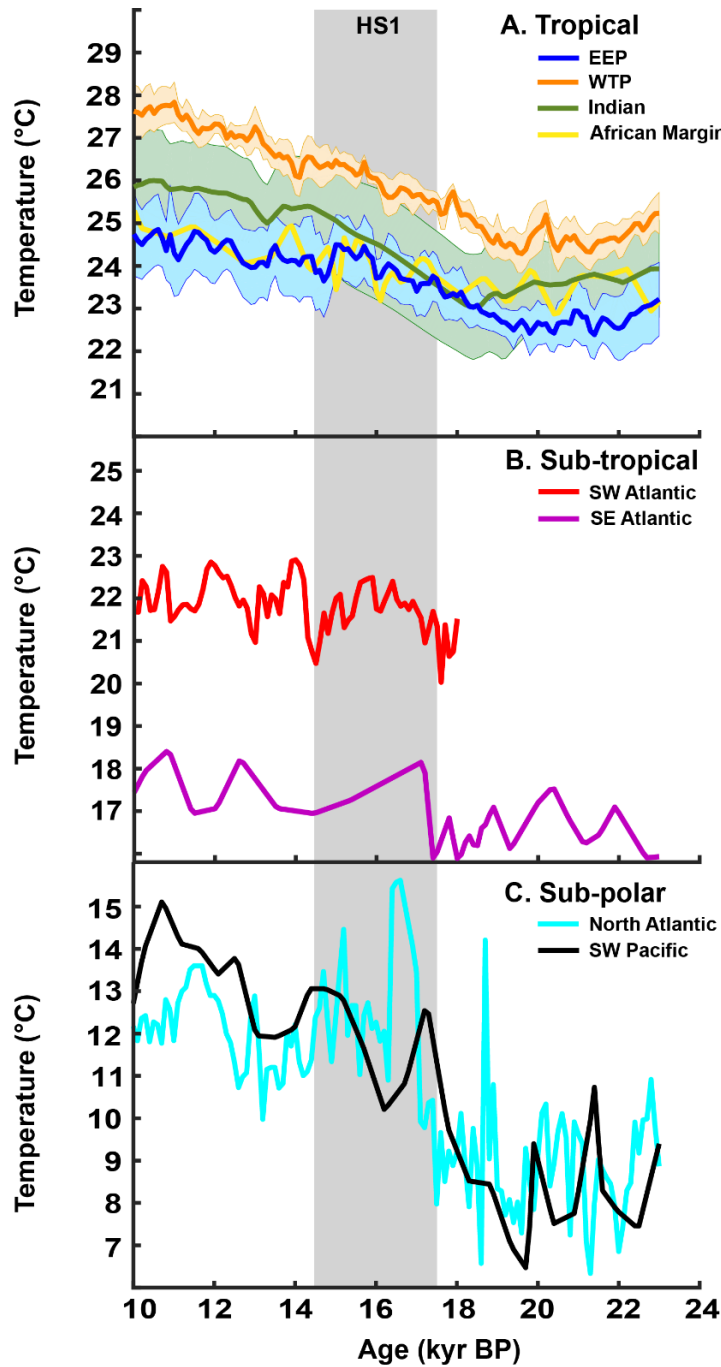 HS1
A. Tropical
EEP
WTP
Indian
African Margin
Temperature (°C)
29
28
27
26
25
24
23
22
21
B. Sub-tropical
SW Atlantic
SE Atlantic
Temperature (°C)
25
24
23
22
21
20
19
18
17
C. Sub-polar
North Atlantic
SW Pacific
Temperature (°C)
15
14
13
12
11
10
9
8
7
10 12 14 16 18 20 22 24
Age (kyr BP)